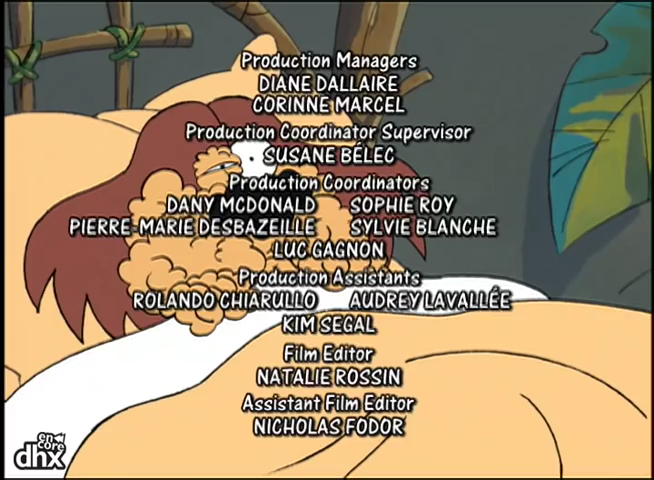 Production Managers
DIANE DALLAIRE
CORINNE MARCEL
Production Coordinator Supervisor
SUSANE BÉLEC
Production Coordinators
DANY MCDONALD SOPHIE ROY
PIERRE-MARIE DESBAZEILLE SYLVIE BLANCHE
LUC GAGNON
Production Assistants
ROLANDO CHIARULLO AUDREY LAVALLÉE
KIM SEGAL
Film Editor
NATALIE ROSSIN
Assistant Film Editor
NICHOLAS FODOR
en
core
dhx